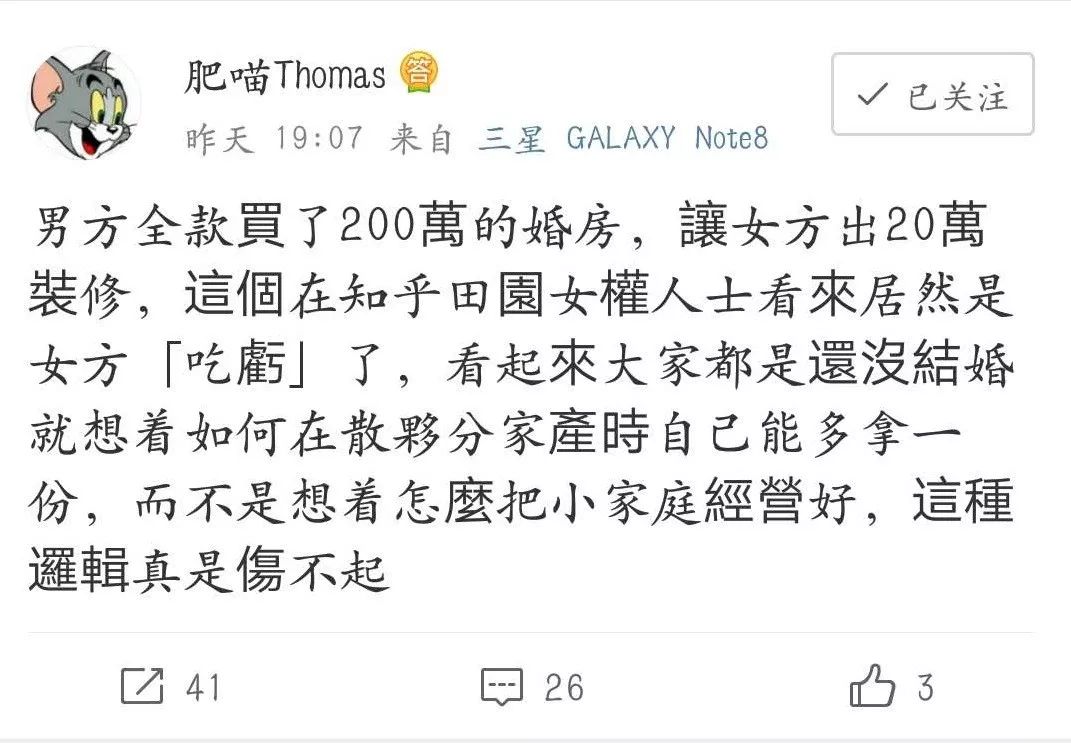 肥喵Thomas 答
昨天 19:07 来自 三星 GALAXY Note8
已关注
男方全款買了200萬的婚房，讓女方出20萬
裝修，這個在知乎田園女權人士看來居然是
女方「吃虧」了，看起來大家都是還沒結婚
就想着如何在散夥分家產時自己能多拿一
份，而不是想着怎麼把小家庭經營好，這種
邏輯真是傷不起
41
26
3